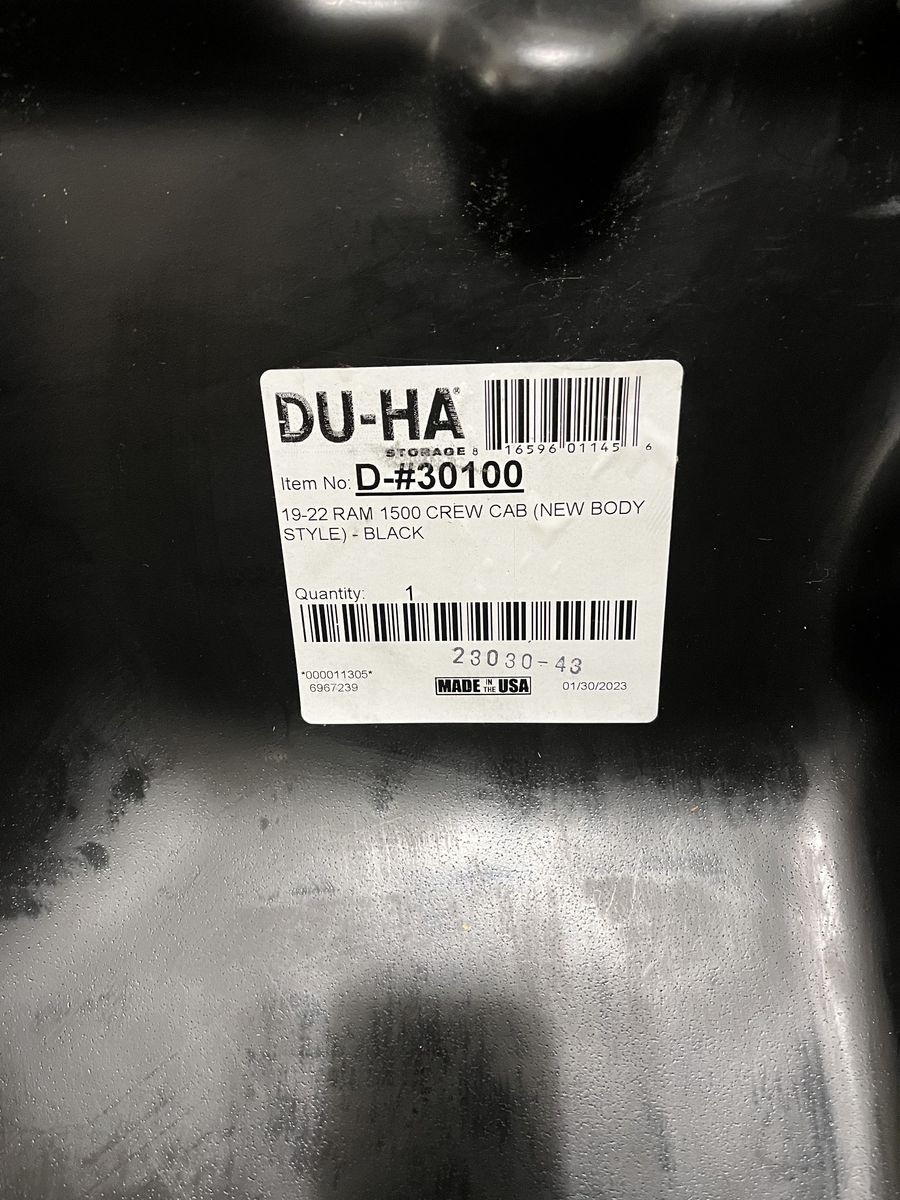 DU-HA®
STORAGE
8 16596 01145 6
Item No: D-#30100
19-22 RAM 1500 CREW CAB (NEW BODY
STYLE) - BLACK
Quantity: 1
23030-43
*000011305*
6967239
MADE IN THE USA
01/30/2023